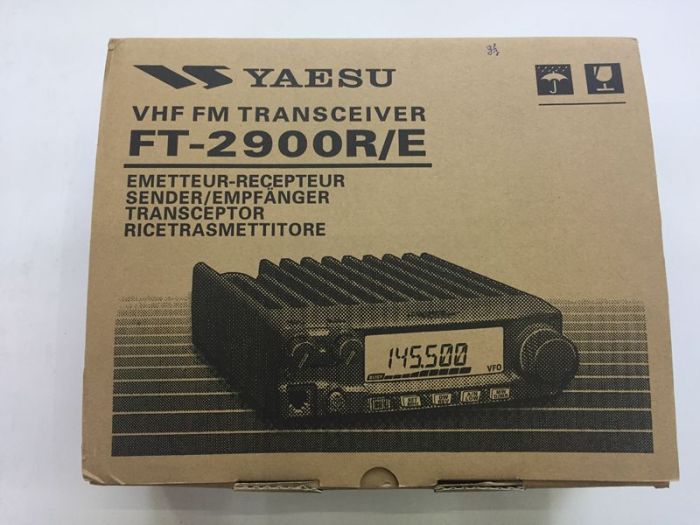 YAESU
VHF FM TRANSCEIVER
FT-2900R/E
EMETTEUR-RECEPTEUR
SENDER/EMPFÄNGER
TRANSCEPTOR
RICETRASMETTITORE
145.500
VFO